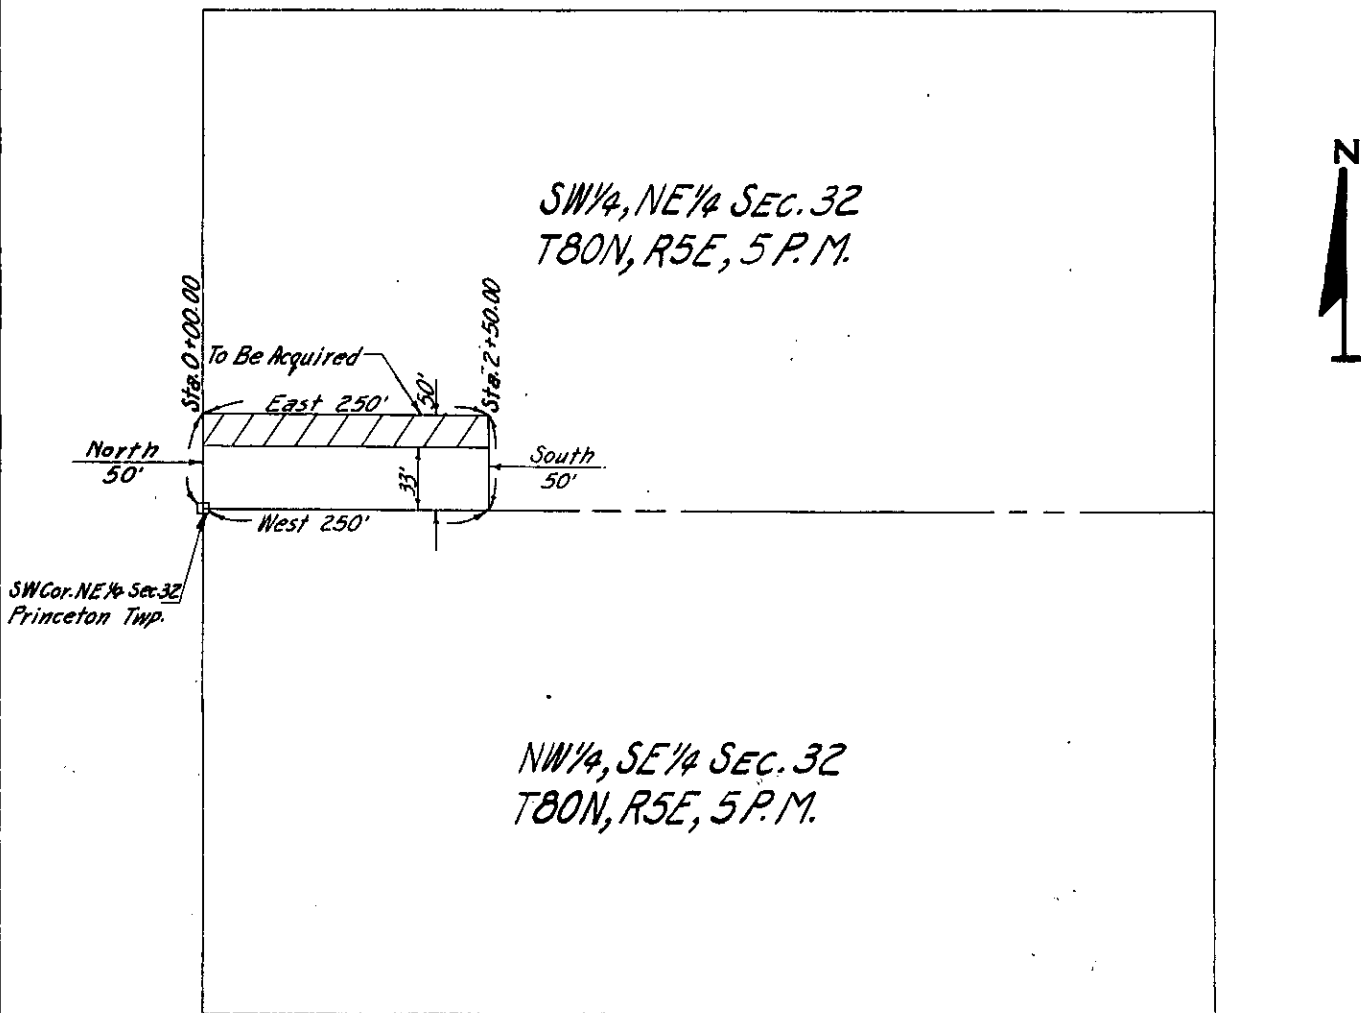 N
SW1/4, NE1/4 SEC. 32
T80N, R5E, 5 P.M.
Sta. 0+00.00
Sta. 2+50.00
To Be Acquired
50'
East 250'
North
50'
33'
South
50'
West 250'
SW Cor. NE 1/4 Sec. 32
Princeton Twp.
NW1/4, SE1/4 SEC. 32
T80N, R5E, 5 P.M.